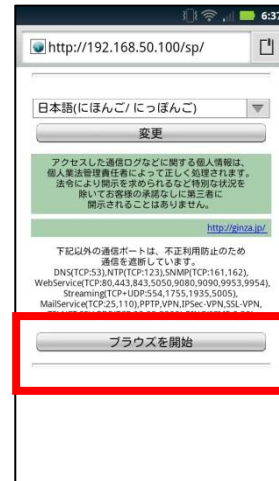 6:37
http://192.168.50.100/sp/
日本語(にほんご/ にっぽんご)
変更
アクセスした通信ログなどに関する個人情報は、
個人業法管理責任者によって正しく処理されます。
法令により開示を求められるなど特別な状況を
除いてお客様の承諾なしに第三者に
開示されることはありません。
http://ginza.jp/
下記以外の通信ポートは、不正利用防止のため
通信を遮断しています。
DNS(TCP:53),NTP(TCP:123),SNMP(TCP:161,162),
WebService(TCP:80,443,843,5050,9080,9090,9953,9954),
Streaming(TCP+UDP:554,1755,1935,5005),
MailService(TCP:25,110),PPTP,VPN,IPSec-VPN,SSL-VPN,
ブラウズを開始